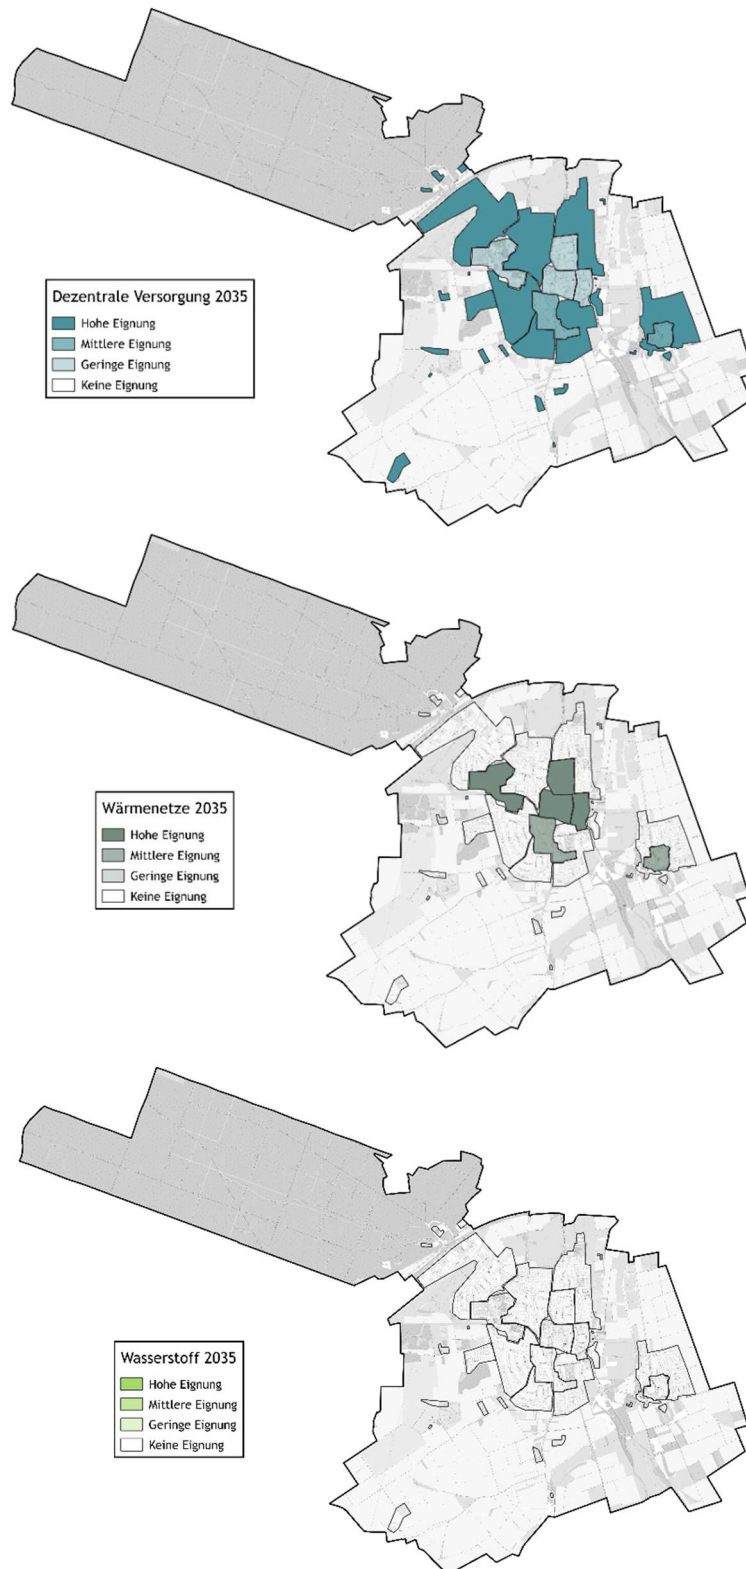 Dezentrale Versorgung 2035
Hohe Eignung
Mittlere Eignung
Geringe Eignung
Keine Eignung
Wärmenetze 2035
Hohe Eignung
Mittlere Eignung
Geringe Eignung
Keine Eignung
Wasserstoff 2035
Hohe Eignung
Mittlere Eignung
Geringe Eignung
Keine Eignung